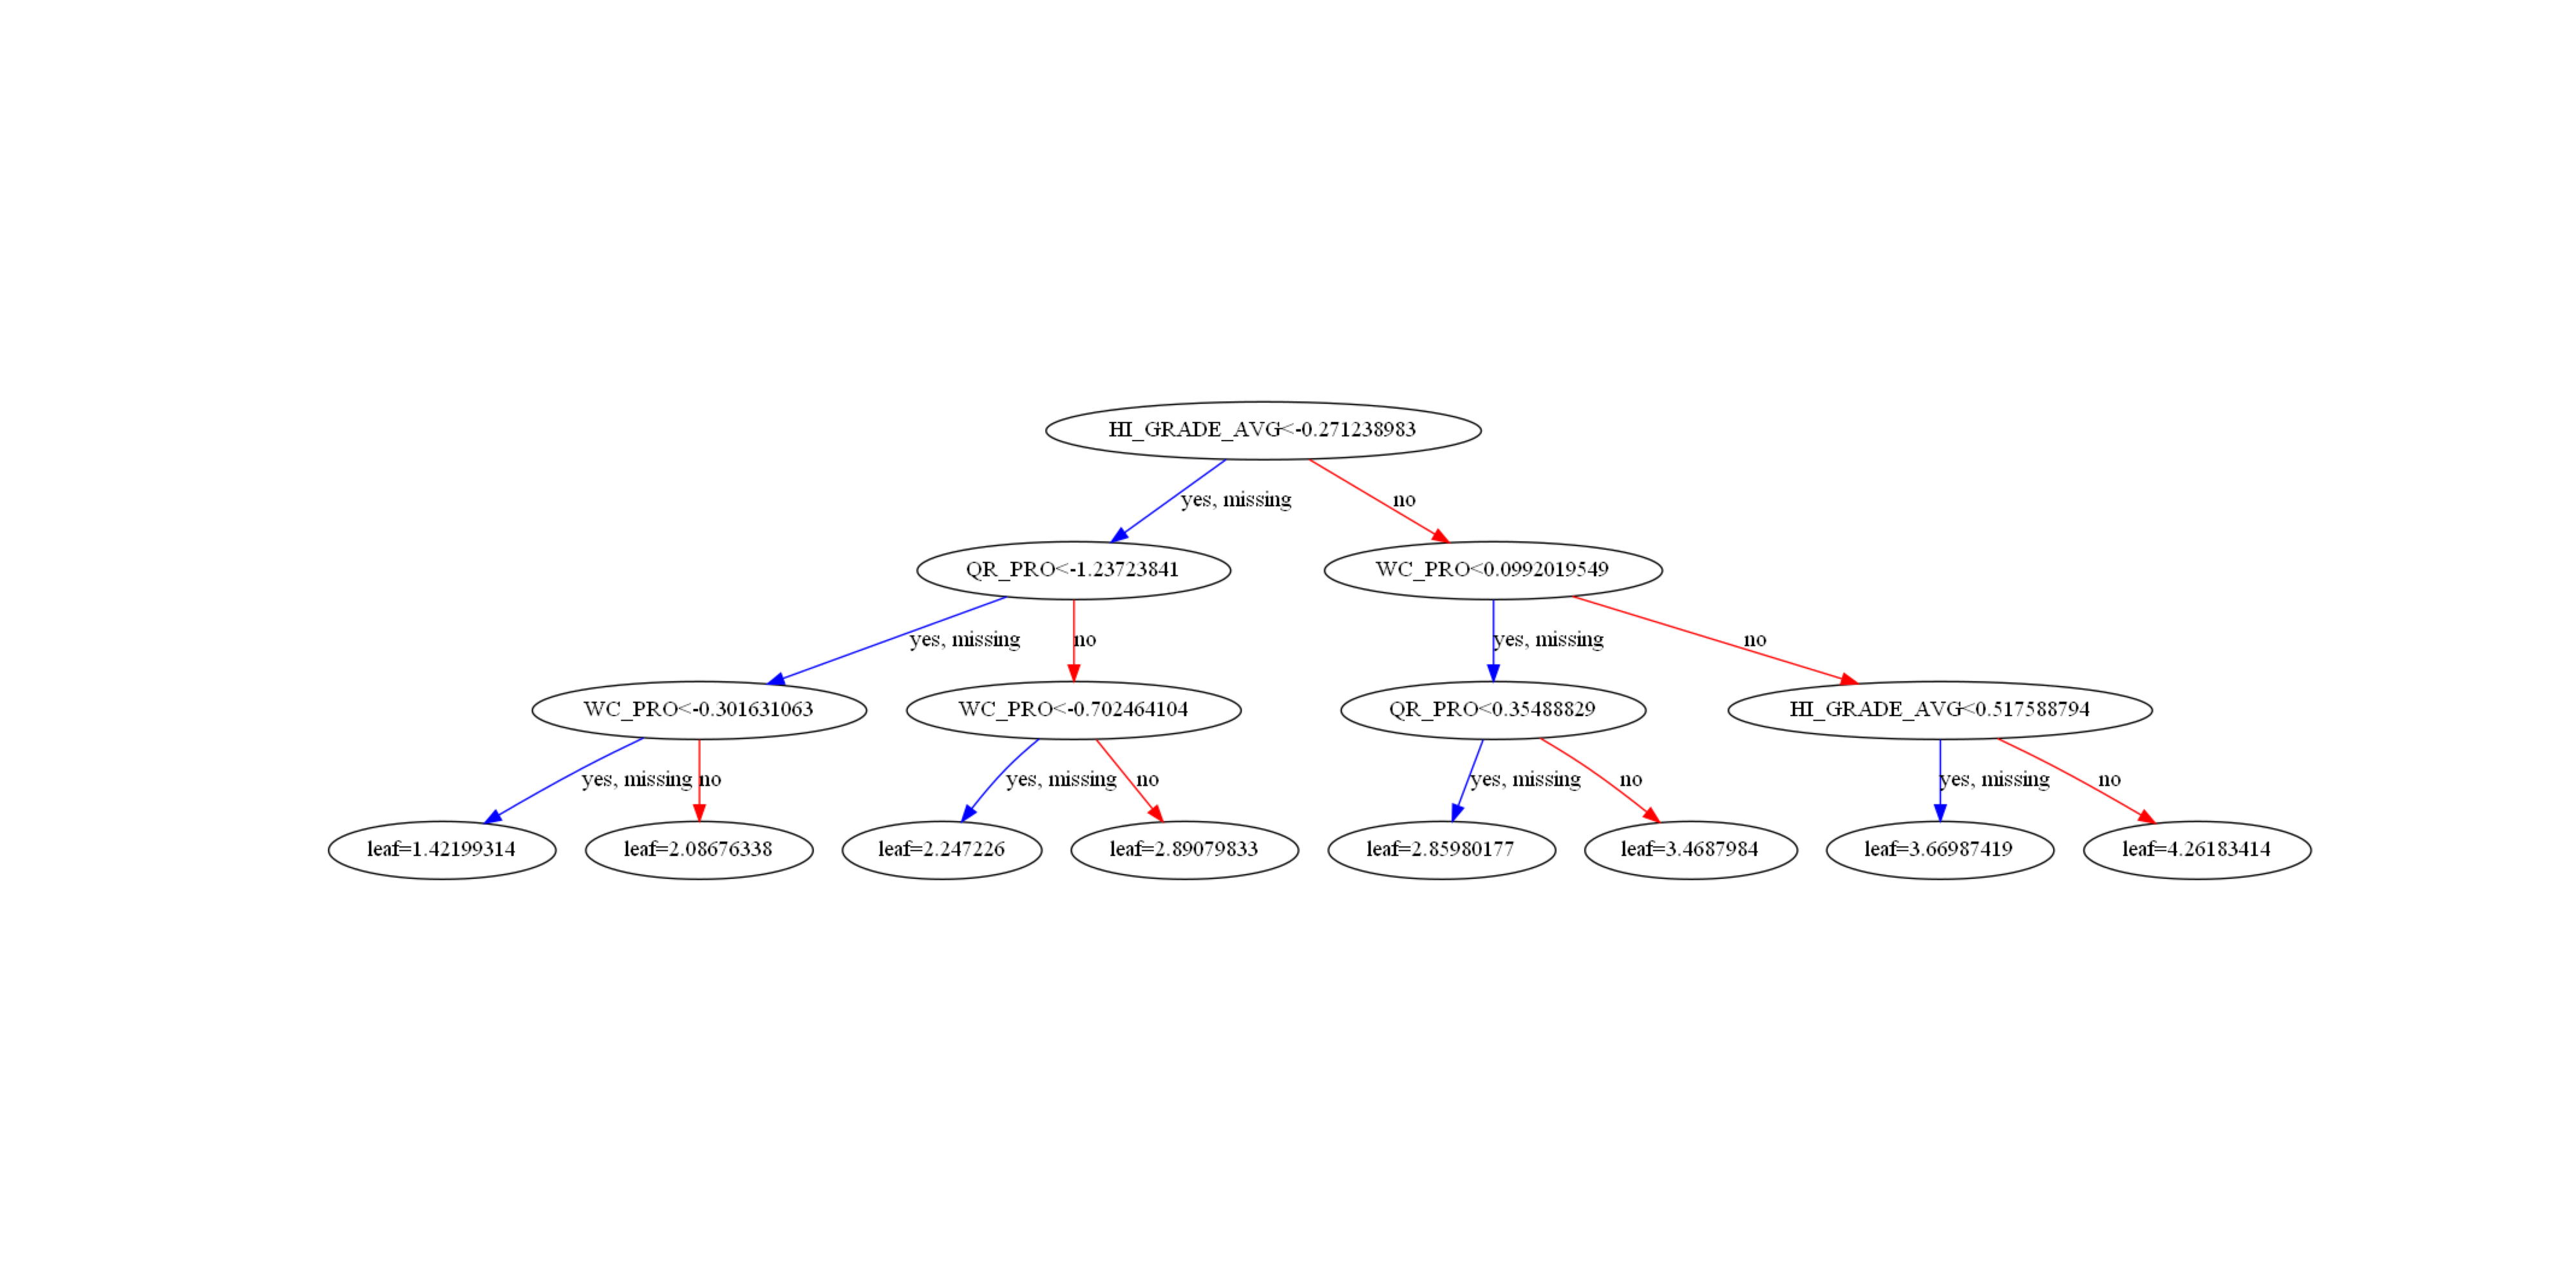 HI_GRADE_AVG<-0.271238983
yes, missing
no
QR_PRO<-1.23723841
WC_PRO<0.0992019549
yes, missing
no
yes, missing
no
WC_PRO<-0.301631063
WC_PRO<-0.702464104
QR_PRO<0.35488829
HI_GRADE_AVG<0.517588794
yes, missing
no
yes, missing
no
yes, missing
no
yes, missing
no
leaf=1.42199314
leaf=2.08676338
leaf=2.247226
leaf=2.89079833
leaf=2.85980177
leaf=3.4687984
leaf=3.66987419
leaf=4.26183414